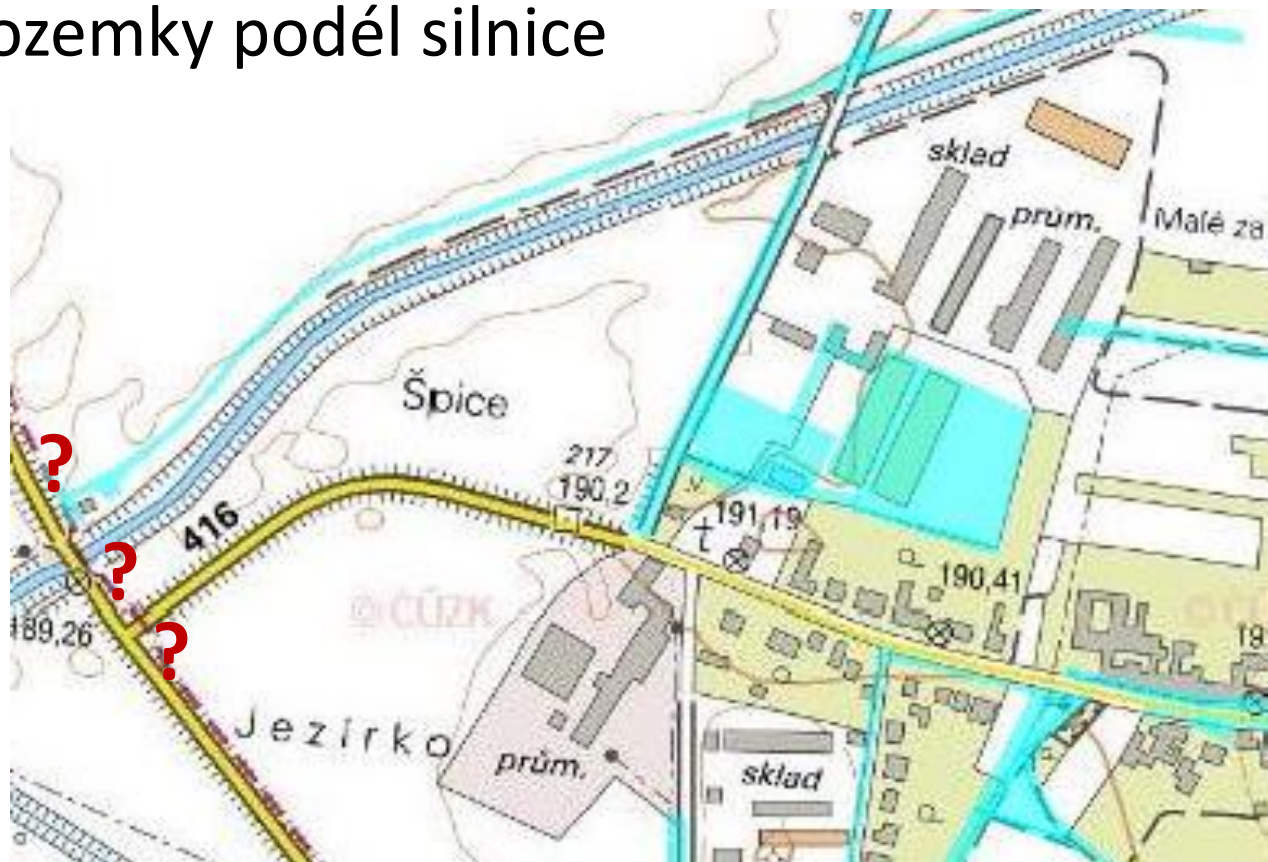 ozemky podél silnice
sklad
prům.
Malé za
Špice
?
217
190,2
191,19
416
?
190,41
©ČÚZK
189,26
?
Jezírko
prům.
sklad